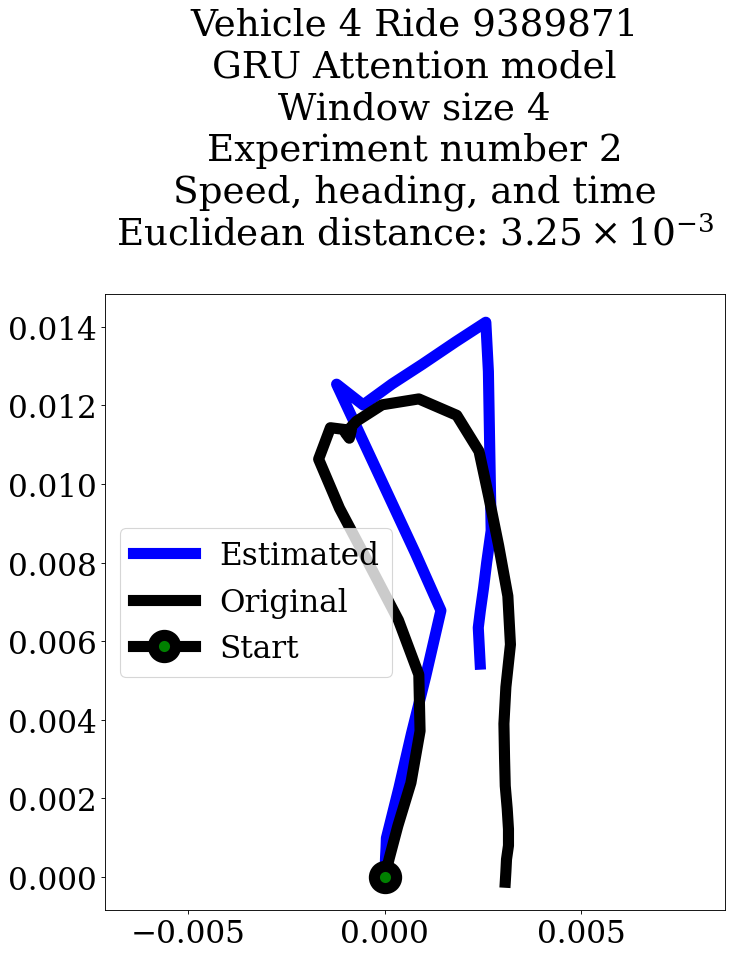 Vehicle 4 Ride 9389871
GRU Attention model
Window size 4
Experiment number 2
Speed, heading, and time
Euclidean distance: 3.25 × 10⁻³
0.014
0.012
0.010
0.008
0.006
0.004
0.002
0.000
Estimated
Original
Start
−0.005 0.000 0.005